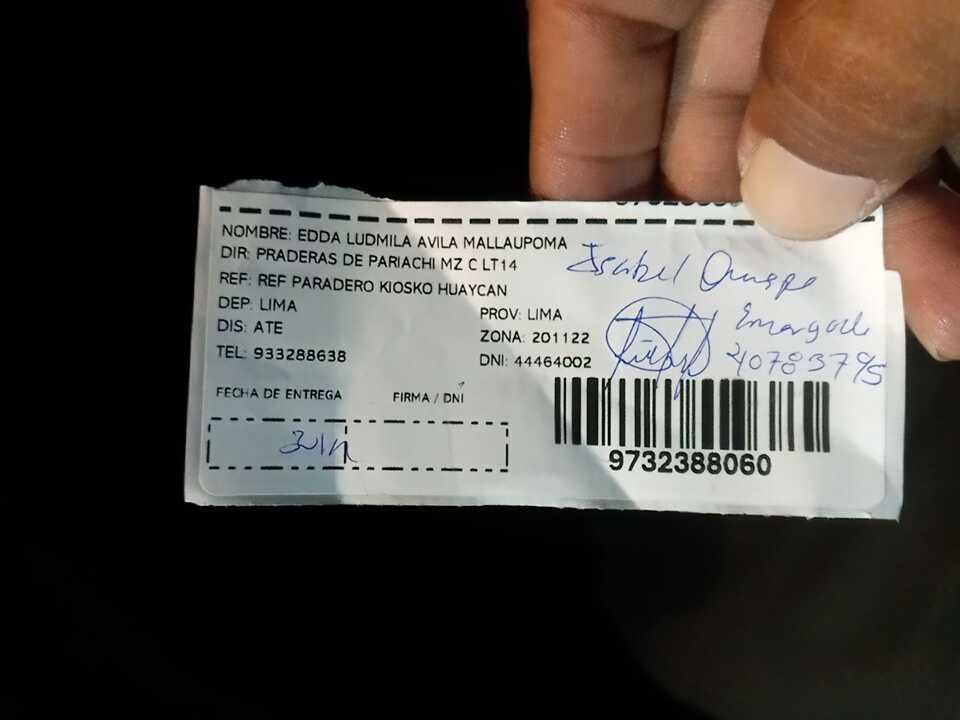 NOMBRE: EDDA LUDMILA AVILA MALLAUPOMA
DIR: PRADERAS DE PARIACHI MZ C LT14
REF: REF PARADERO KIOSKO HUAYCAN
DEP: LIMA
PROV: LIMA
DIS: ATE
ZONA: 201122
TEL: 933288638
DNI: 44464002
Isabel Quispe
40783795
FECHA DE ENTREGA
FIRMA / DNI
9732388060